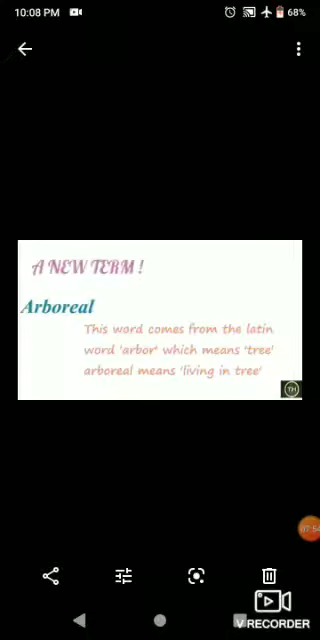 10:08 PM
68%
A NEW TERM !
Arboreal
This word comes from the latin
word 'arbor' which means 'tree'
arboreal means 'living in tree'
TH
V RECORDER